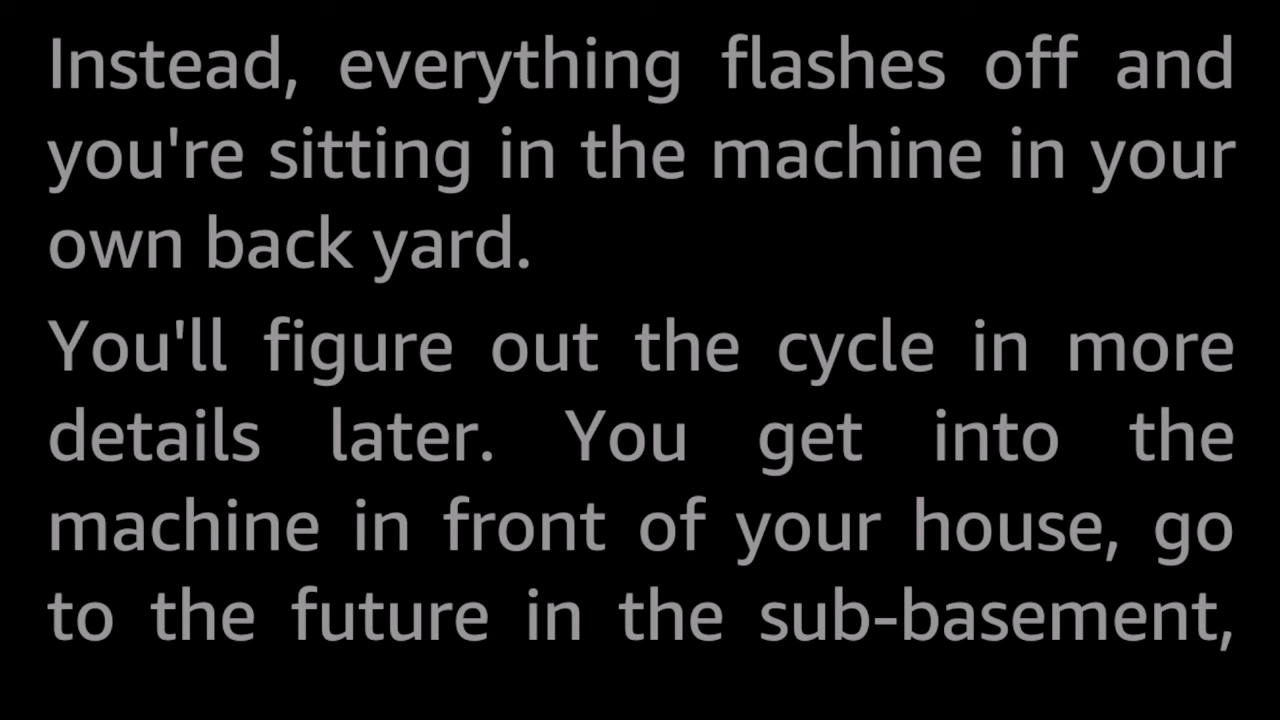 Instead, everything flashes off and
you're sitting in the machine in your
own back yard.
You'll figure out the cycle in more
details later. You get into the
machine in front of your house, go
to the future in the sub-basement,